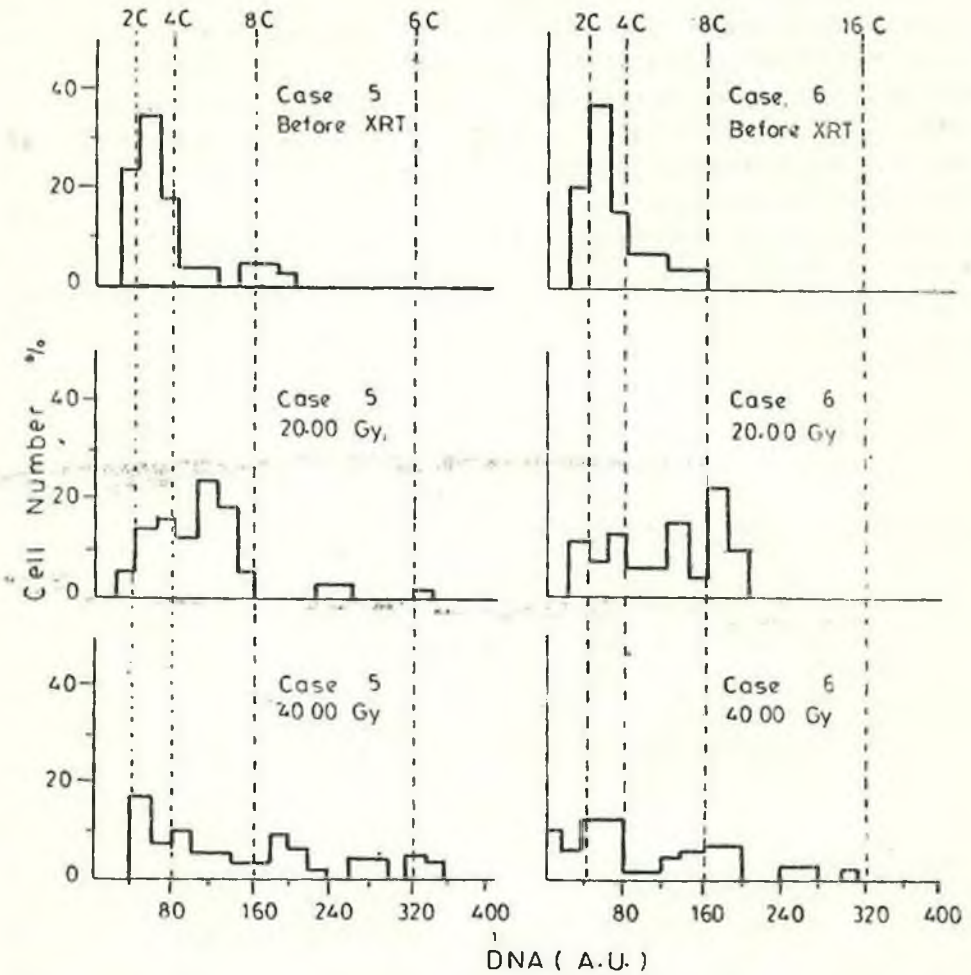 2C 4C 8C 6C 2C 4C 8C 16C
40
20
0
Case 5
Before XRT
Case, 6
Before XRT
Cell Number %
40
20
0
Case 5
20.00 Gy,
Case 6
20.00 Gy
40
20
0
Case 5
40 00 Gy
Case 6
40 00 Gy
80 160 240 320 400 80 160 240 320 400
DNA ( A.U. )